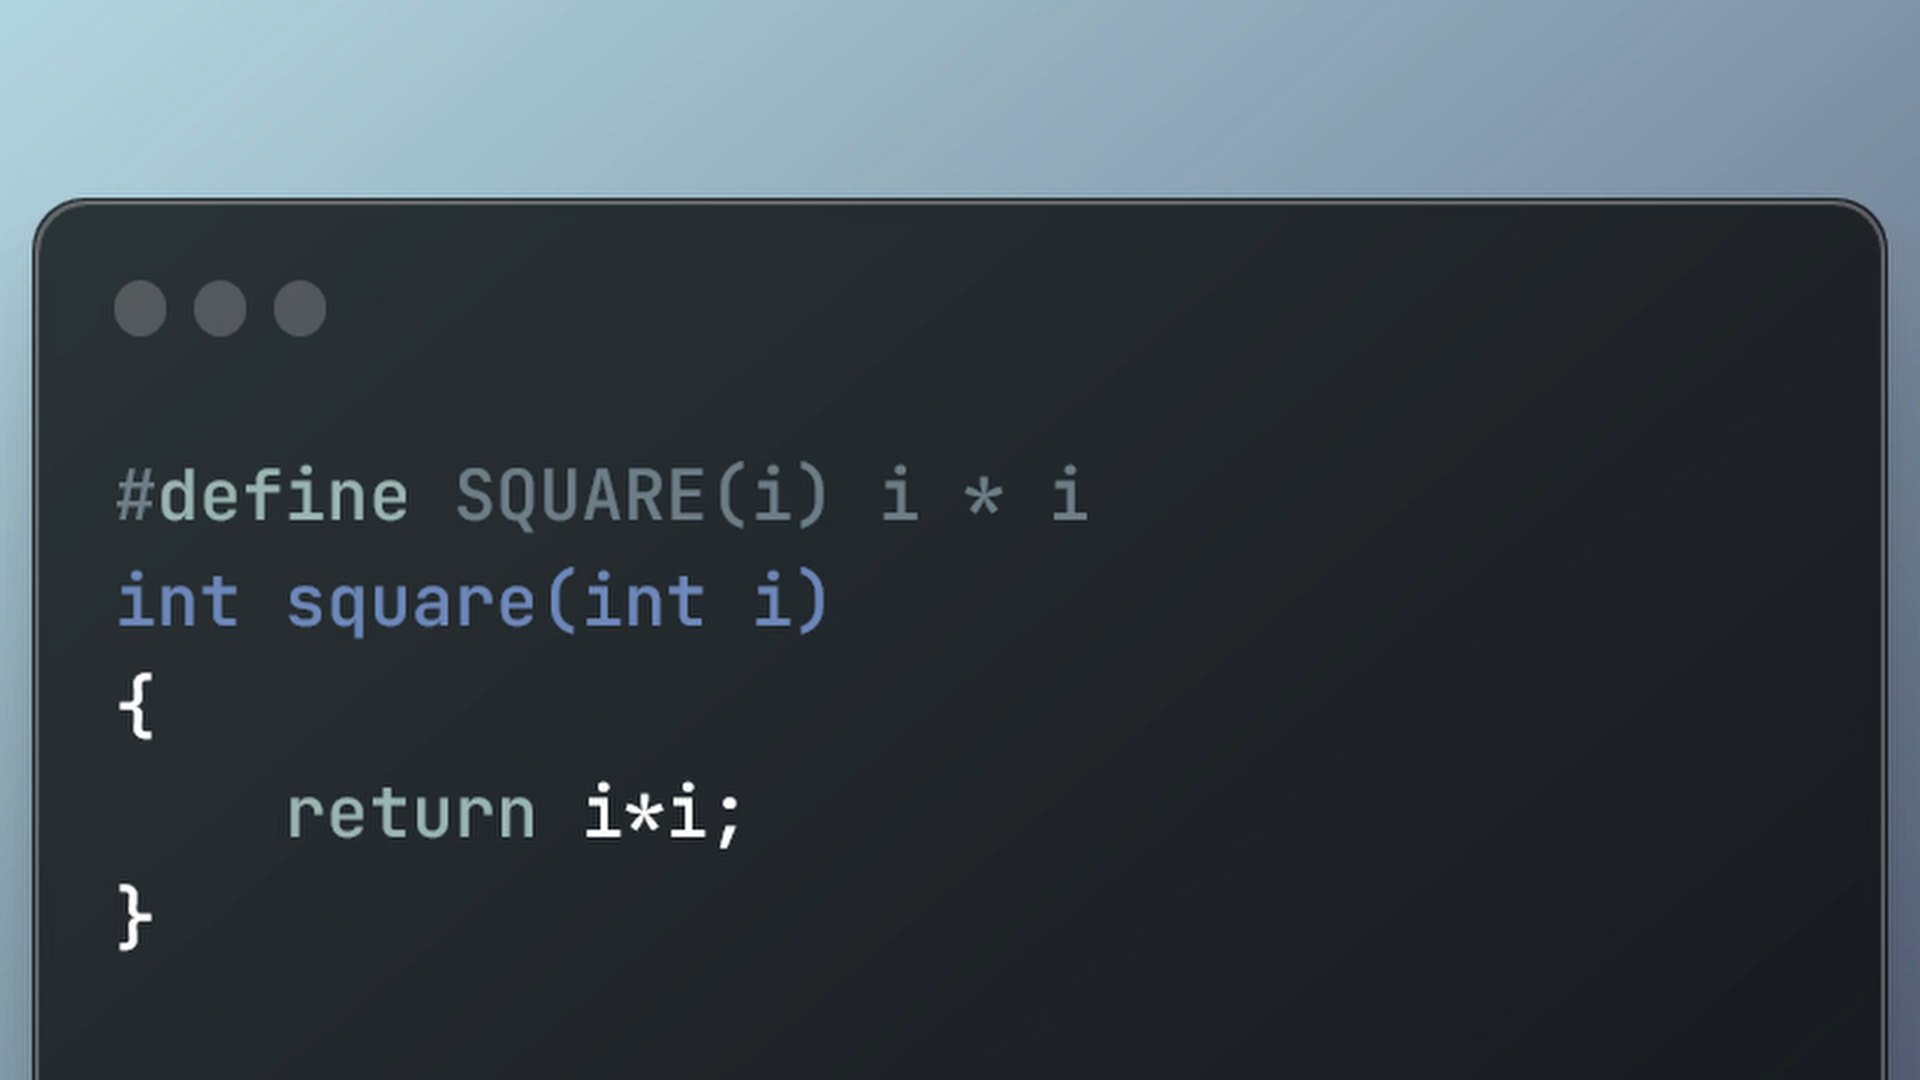 #define SQUARE(i) i * i
int square(int i)
{
    return i*i;
}